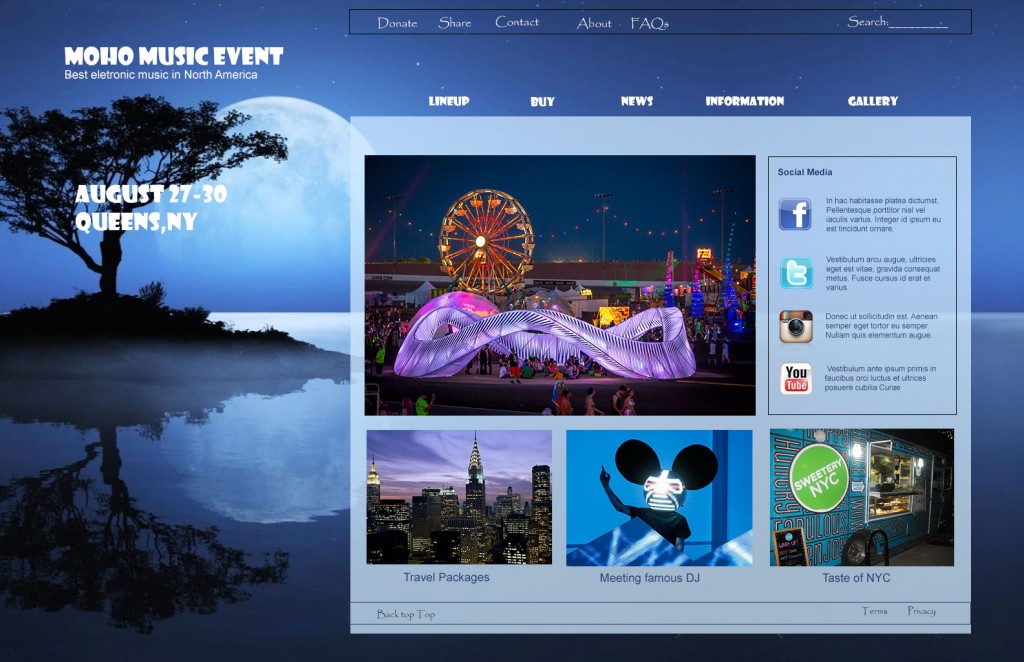 Donate Share Contact About FAQs Search:_________
MOHO MUSIC EVENT
Best eletronic music in North America
LINEUP BUY NEWS INFORMATION GALLERY
AUGUST 27-30
QUEENS,NY
Social Media
In hac habitasse platea dictumst.
Pellentesque porttitor nisl vel
iaculis varius. Integer id ipsum eu
est tincidunt ornare.
Vestibulum arcu augue, ultricies
eget est vitae, gravida consequat
metus. Fusce cursus id erat et
varius.
Donec ut sollicitudin est. Aenean
semper eget tortor eu semper.
Nullam quis elementum augue.
You
Tube
Vestibulum ante ipsum primis in
faucibus orci luctus et ultrices
posuere cubilia Curae
SWEETERY
NYC
HUNGRY
FABULOUS
Travel Packages
Meeting famous DJ
Taste of NYC
Back top Top
Terms Privacy